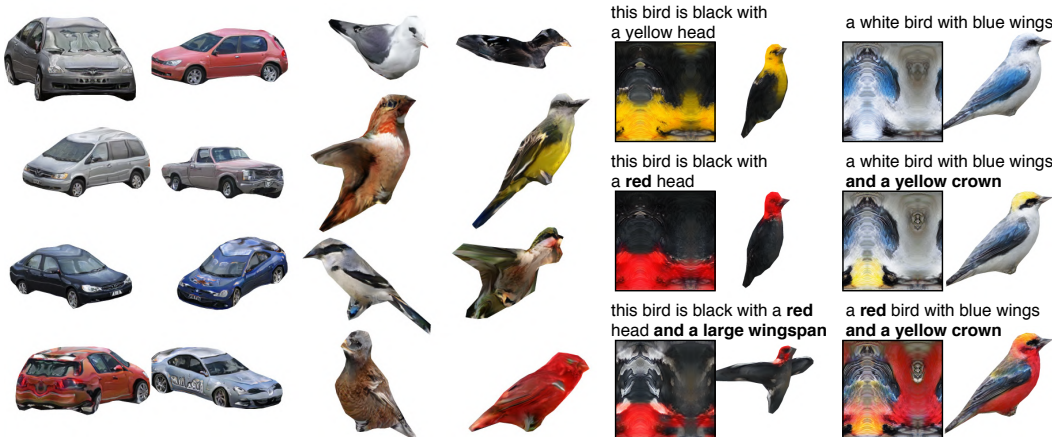 this bird is black with
a yellow head
a white bird with blue wings
this bird is black with
a red head
a white bird with blue wings
and a yellow crown
this bird is black with a red
head and a large wingspan
a red bird with blue wings
and a yellow crown